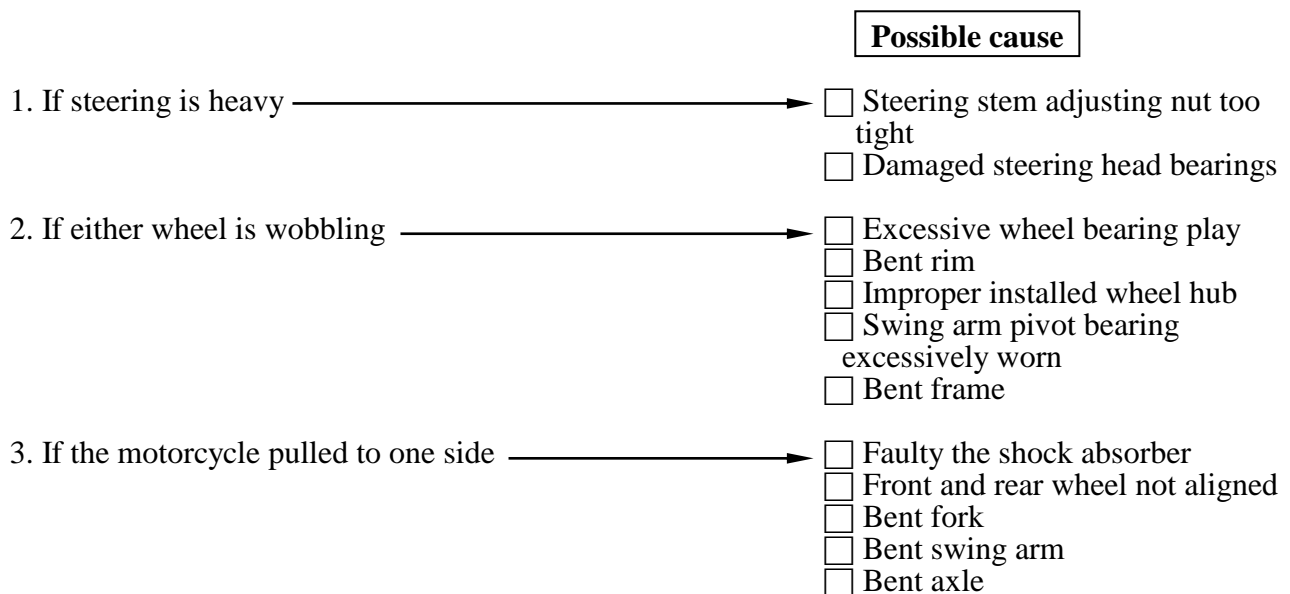 Possible cause
1. If steering is heavy
Steering stem adjusting nut too
tight
Damaged steering head bearings
2. If either wheel is wobbling
Excessive wheel bearing play
Bent rim
Improper installed wheel hub
Swing arm pivot bearing
excessively worn
Bent frame
3. If the motorcycle pulled to one side
Faulty the shock absorber
Front and rear wheel not aligned
Bent fork
Bent swing arm
Bent axle